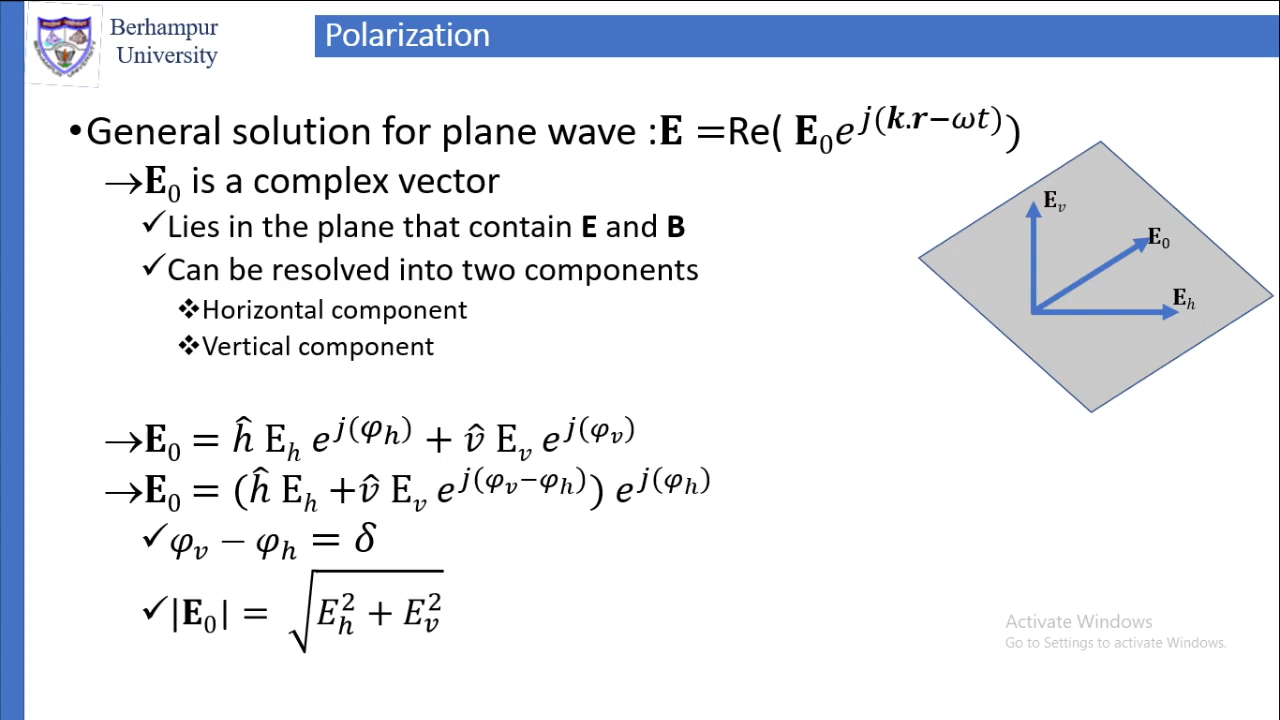 Berhampur
University
Polarization
•General solution for plane wave :𝐄 =Re( 𝐄₀𝑒^{𝑗(𝒌.𝒓−𝜔𝑡)})
→𝐄₀ is a complex vector
✓Lies in the plane that contain E and B
✓Can be resolved into two components
❖Horizontal component
❖Vertical component
→𝐄₀ = ℎ̂ E_ℎ 𝑒^{𝑗(𝜑_ℎ)} + 𝑣̂ E_𝑣 𝑒^{𝑗(𝜑_𝑣)}
→𝐄₀ = (ℎ̂ E_ℎ +𝑣̂ E_𝑣 𝑒^{𝑗(𝜑_𝑣−𝜑_ℎ)}) 𝑒^{𝑗(𝜑_ℎ)}
✓𝜑_𝑣 − 𝜑_ℎ = 𝛿
✓|𝐄₀| = √(𝐸_ℎ² + 𝐸_𝑣²)
𝐄_𝑣
𝐄₀
𝐄_ℎ
Activate Windows
Go to Settings to activate Windows.